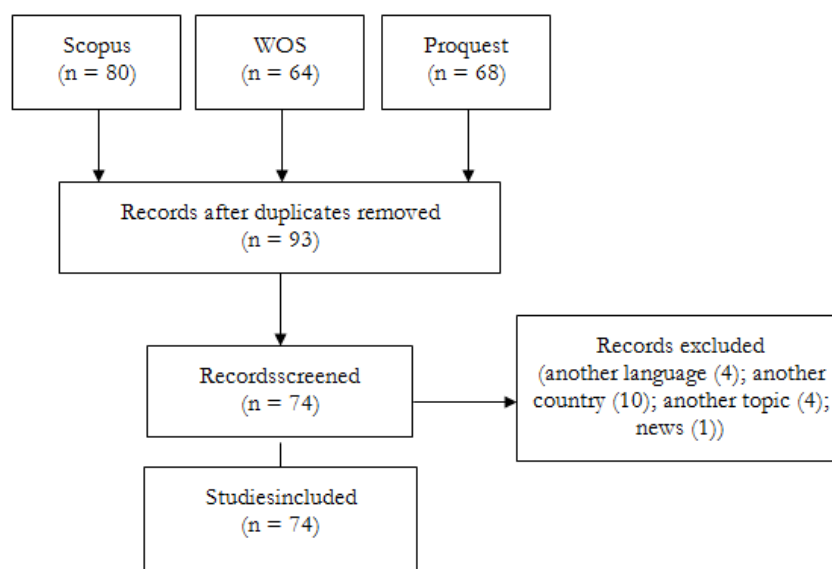 Scopus
(n = 80)
WOS
(n = 64)
Proquest
(n = 68)
Records after duplicates removed
(n = 93)
Recordsscreened
(n = 74)
Records excluded
(another language (4); another
country (10); another topic (4);
news (1))
Studiesincluded
(n = 74)